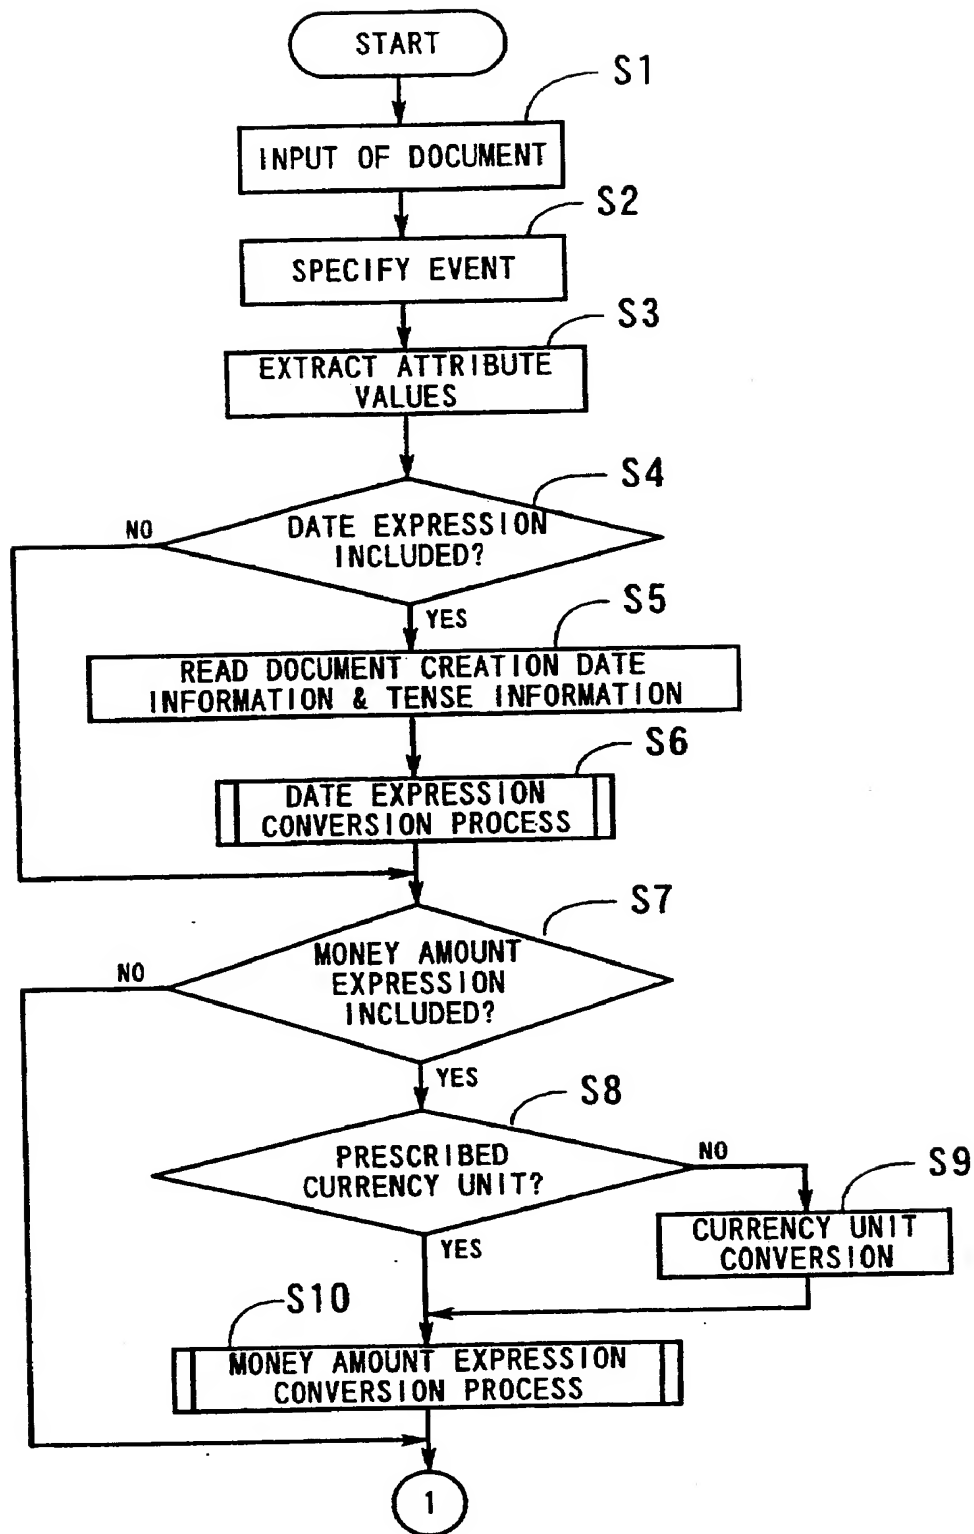 START
S1
INPUT OF DOCUMENT
S2
SPECIFY EVENT
S3
EXTRACT ATTRIBUTE
VALUES
S4
NO
DATE EXPRESSION
INCLUDED?
YES
S5
READ DOCUMENT CREATION DATE
INFORMATION & TENSE INFORMATION
S6
DATE EXPRESSION
CONVERSION PROCESS
S7
NO
MONEY AMOUNT
EXPRESSION
INCLUDED?
YES
S8
PRESCRIBED
CURRENCY UNIT?
NO
S9
CURRENCY UNIT
CONVERSION
YES
S10
MONEY AMOUNT EXPRESSION
CONVERSION PROCESS
1